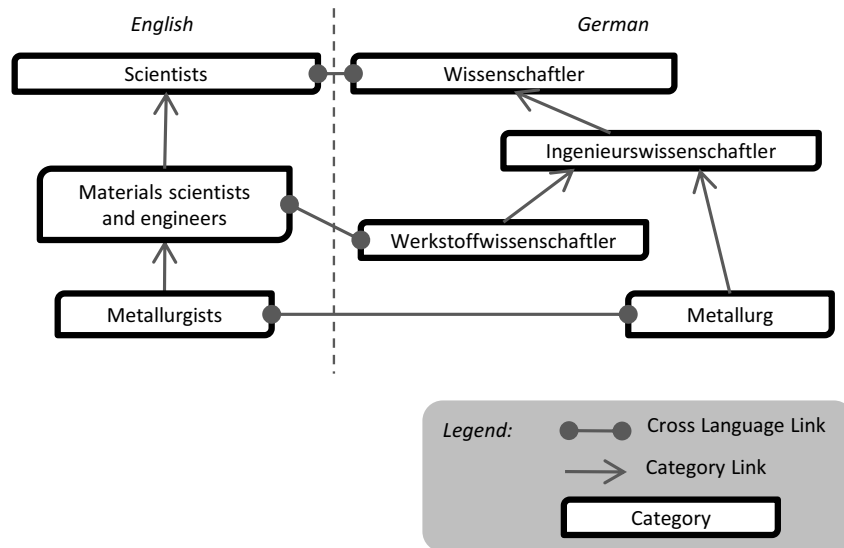 English
German
Scientists
Wissenschaftler
Ingenieurswissenschaftler
Materials scientists
and engineers
Werkstoffwissenschaftler
Metallurgists
Metallurg
Legend:
Cross Language Link
Category Link
Category